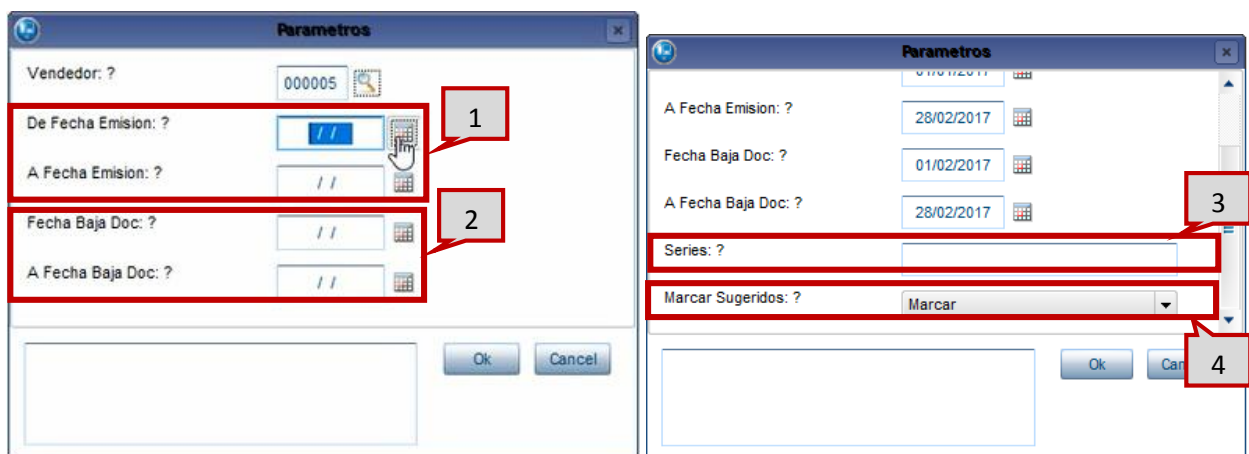 Parametros
Vendedor: ?
000005
De Fecha Emision: ?
/ /
1
A Fecha Emision: ?
/ /
Fecha Baja Doc: ?
/ /
2
A Fecha Baja Doc: ?
/ /
Ok
Cancel
Parametros
A Fecha Emision: ?
28/02/2017
Fecha Baja Doc: ?
01/02/2017
A Fecha Baja Doc: ?
28/02/2017
3
Series: ?
Marcar Sugeridos: ?
Marcar
4
Ok